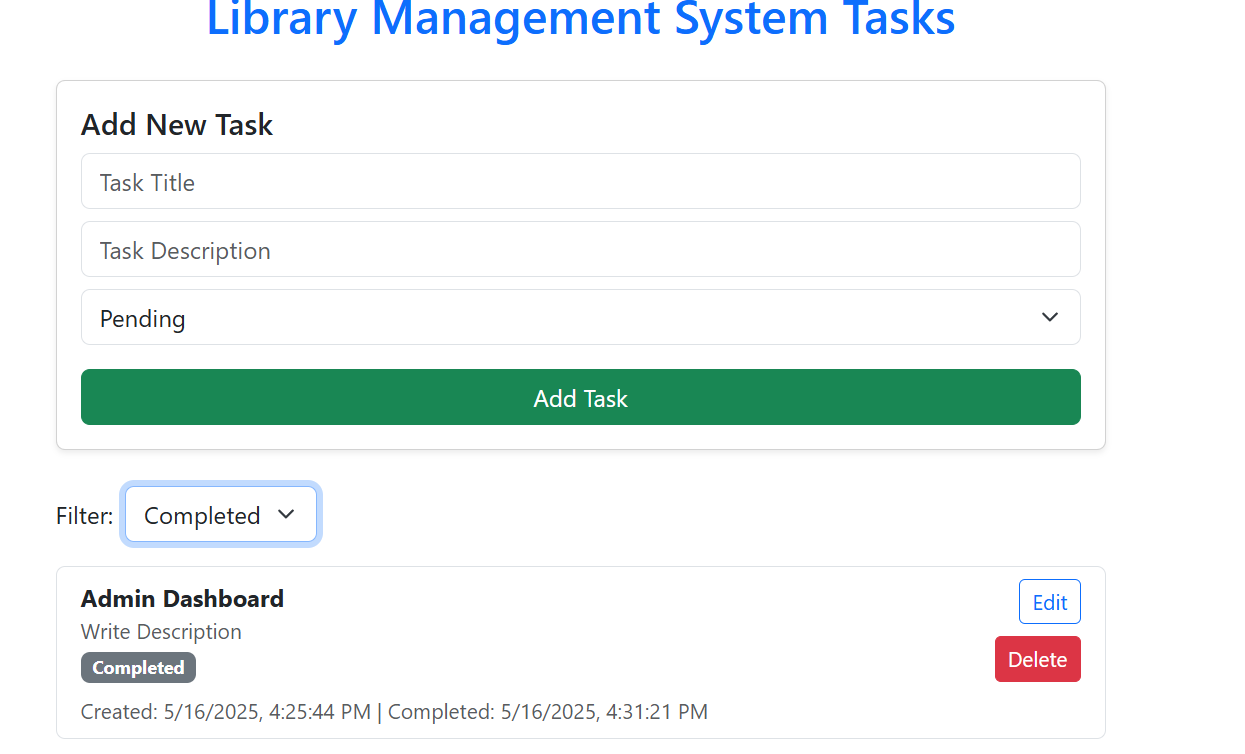 Library Management System Tasks
Add New Task
Task Title
Task Description
Pending
Add Task
Filter: Completed
Admin Dashboard
Edit
Write Description
Completed
Delete
Created: 5/16/2025, 4:25:44 PM | Completed: 5/16/2025, 4:31:21 PM